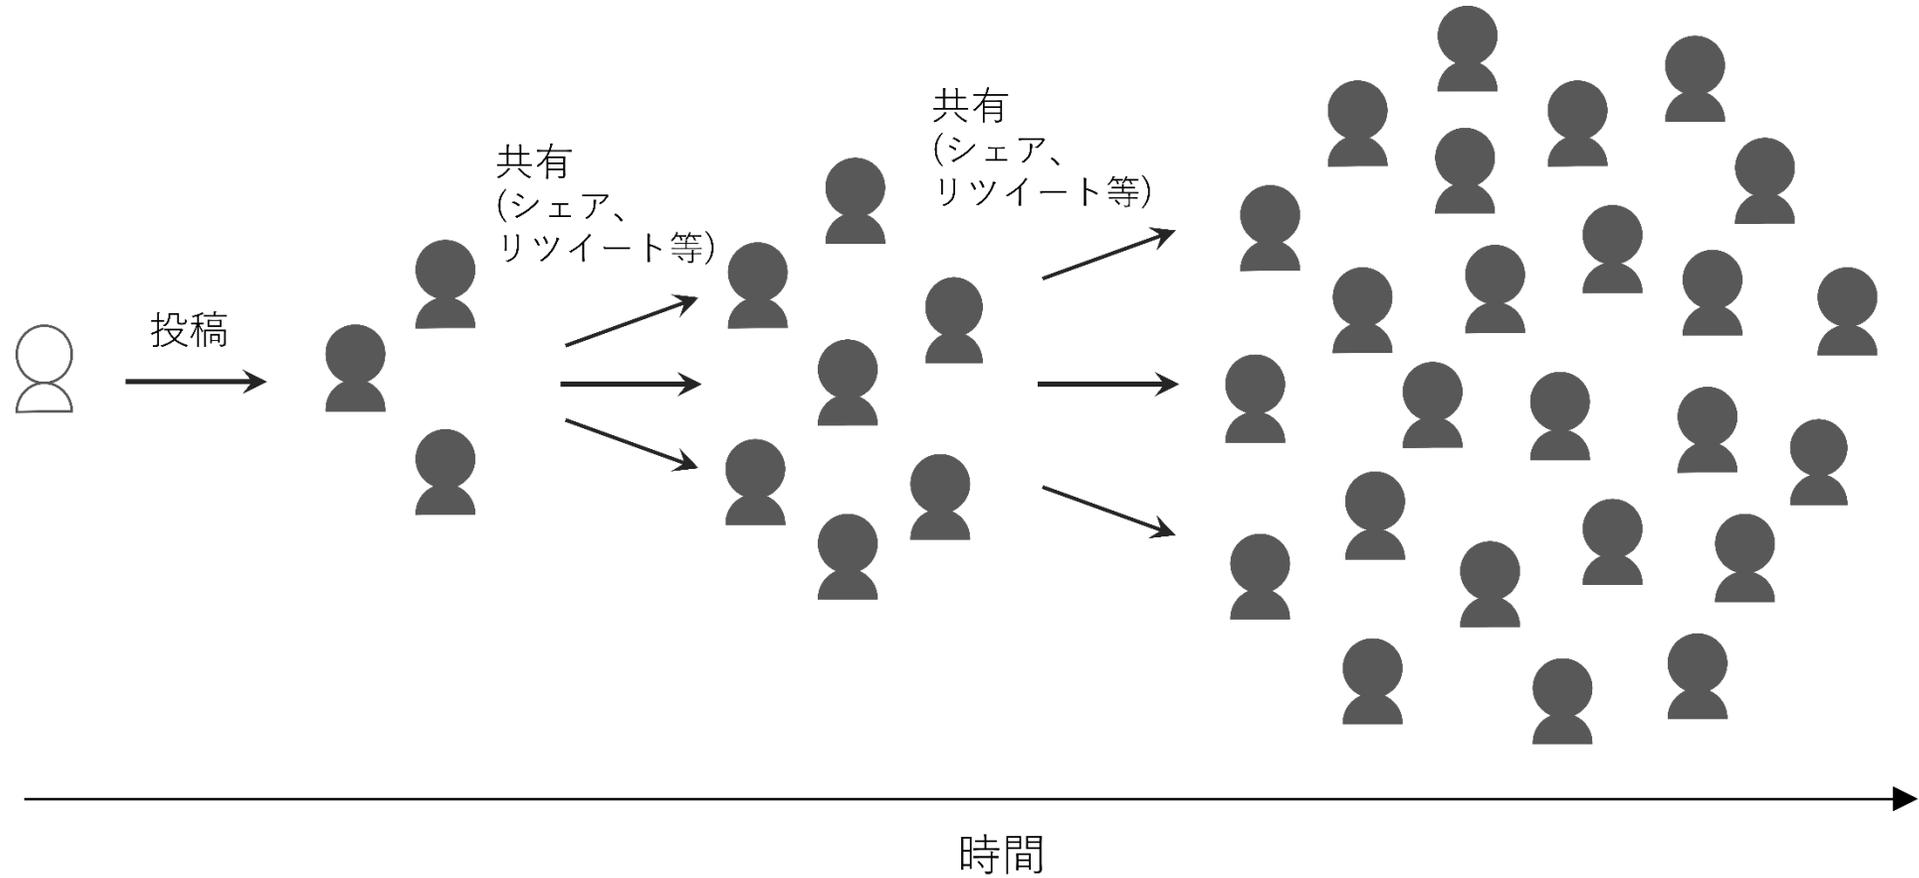 投稿
共有
(シェア、
リツイート等)
共有
(シェア、
リツイート等)
時間